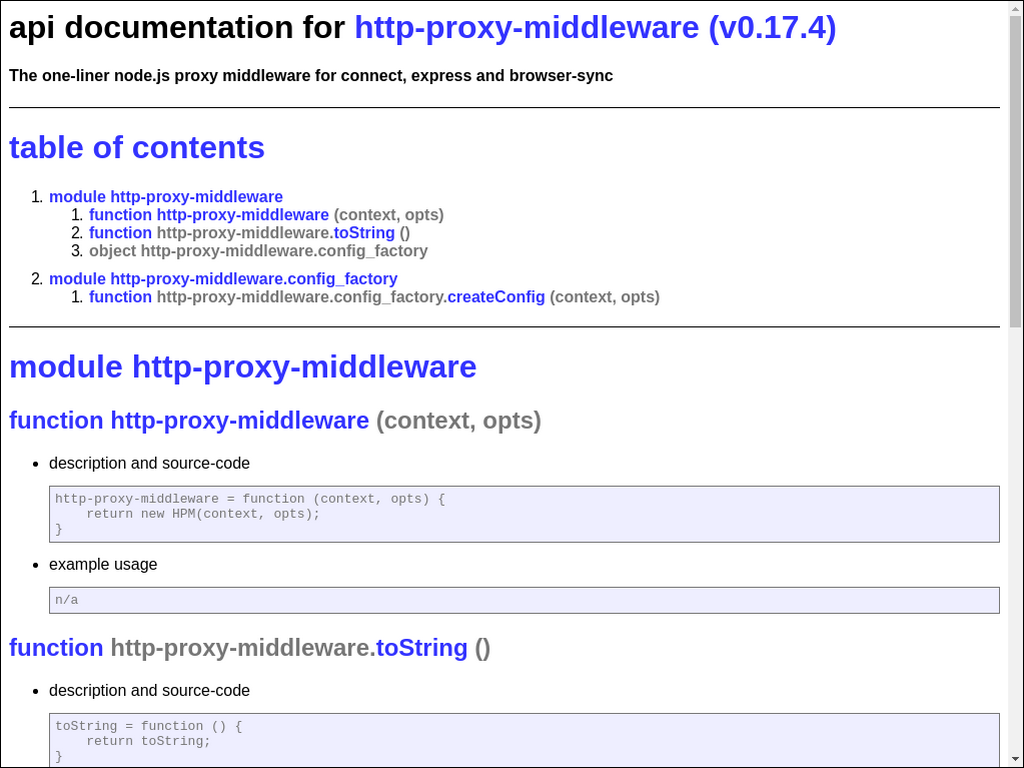 api documentation for http-proxy-middleware (v0.17.4)
The one-liner node.js proxy middleware for connect, express and browser-sync
table of contents
1. module http-proxy-middleware
1. function http-proxy-middleware (context, opts)
2. function http-proxy-middleware.toString ()
3. object http-proxy-middleware.config_factory
2. module http-proxy-middleware.config_factory
1. function http-proxy-middleware.config_factory.createConfig (context, opts)
module http-proxy-middleware
function http-proxy-middleware (context, opts)
• description and source-code
http-proxy-middleware = function (context, opts) {
    return new HPM(context, opts);
}
• example usage
n/a
function http-proxy-middleware.toString ()
• description and source-code
toString = function () {
    return toString;
}